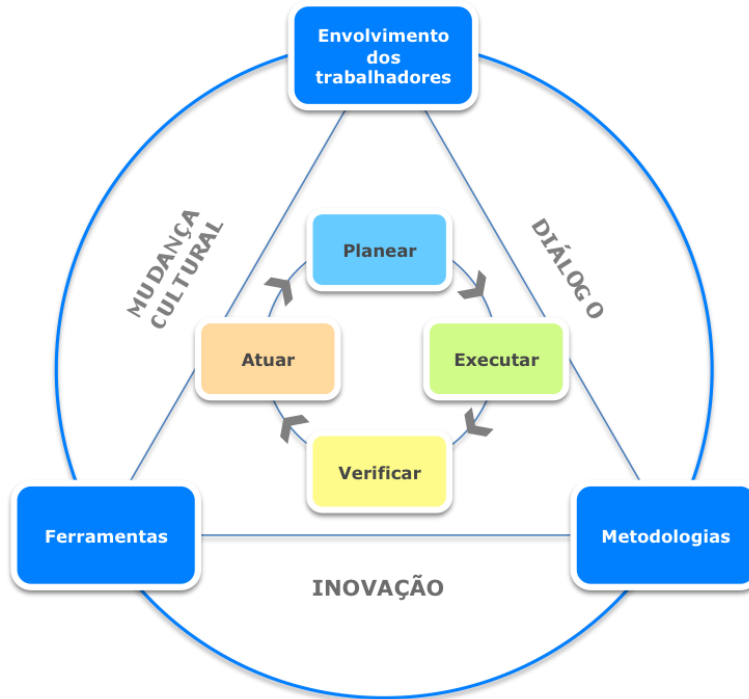 Envolvimento
dos
trabalhadores
MUDANÇA
CULTURAL
DIÁLOGO
Planear
Atuar
Executar
Verificar
Ferramentas
Metodologias
INOVAÇÃO